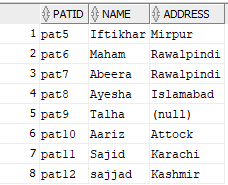 PATID NAME ADDRESS
1 pat5 Iftikhar Mirpur
2 pat6 Maham Rawalpindi
3 pat7 Abeera Rawalpindi
4 pat8 Ayesha Islamabad
5 pat9 Talha (null)
6 pat10 Aariz Attock
7 pat11 Sajid Karachi
8 pat12 sajjad Kashmir